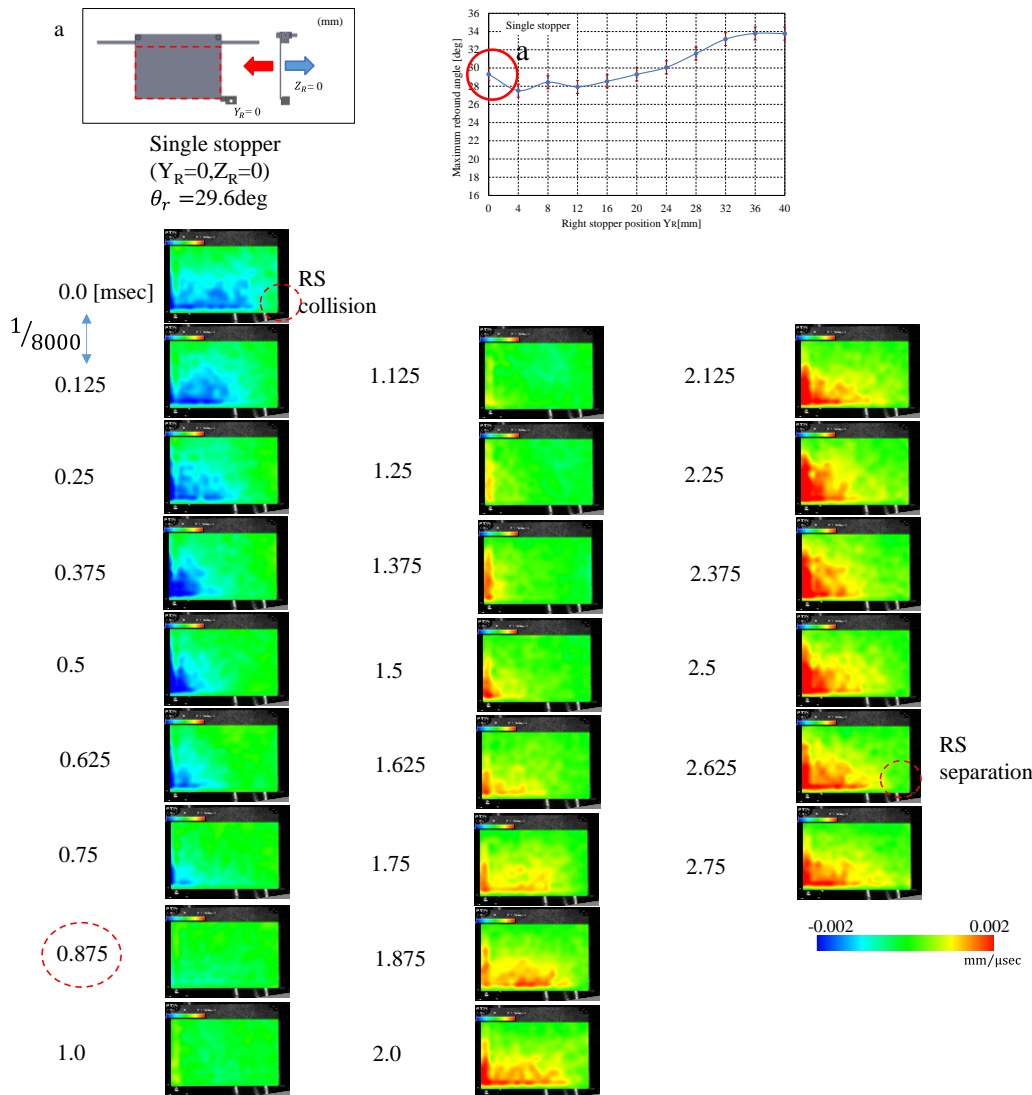 a
(mm)
Z_R= 0
Y_R= 0
Single stopper
(Y_R=0,Z_R=0)
θ_r =29.6deg
Single stopper
a
Maximum rebound angle [deg]
36
34
32
30
28
26
24
22
20
18
16
0 4 8 12 16 20 24 28 32 36 40
Right stopper position YR[mm]
0.0 [msec]
RS
collision
1/8000
0.125
0.25
0.375
0.5
0.625
0.75
0.875
1.0
1.125
1.25
1.375
1.5
1.625
1.75
1.875
2.0
2.125
2.25
2.375
2.5
2.625
RS
separation
2.75
-0.002 0.002
mm/μsec